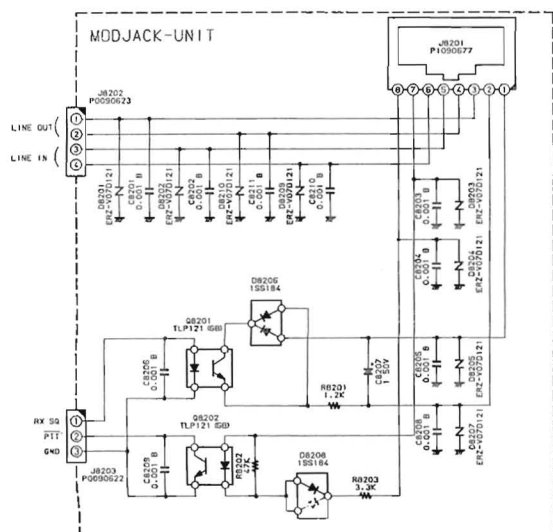 MODJACK-UNIT
J8201
P1090677
8 7 6 5 4 3 2 1
J8202
P0090623
LINE OUT
LINE IN
1
2
3
4
D8201
ERZ-V07D121
C8201
0.001 B
D8202
ERZ-V07D121
C8202
0.001 B
D8210
ERZ-V07D121
C8211
0.001 B
D8209
ERZ-V07D121
C8210
0.001 B
C8203
0.001 B
D8203
ERZ-V07D121
C8204
0.001 B
D8204
ERZ-V07D121
D8206
1SS184
Q8201
TLP121(GB)
C8206
0.001 B
C8207
1 50V
R8201
1.2K
C8205
0.001 B
D8205
ERZ-V07D121
RX SQ
PTT
GND
1
2
3
J8203
P0090622
Q8202
TLP121(GB)
C8209
0.001 B
R8202
47K
D8208
1SS184
R8203
3.3K
C8208
0.001 B
D8207
ERZ-V07D121